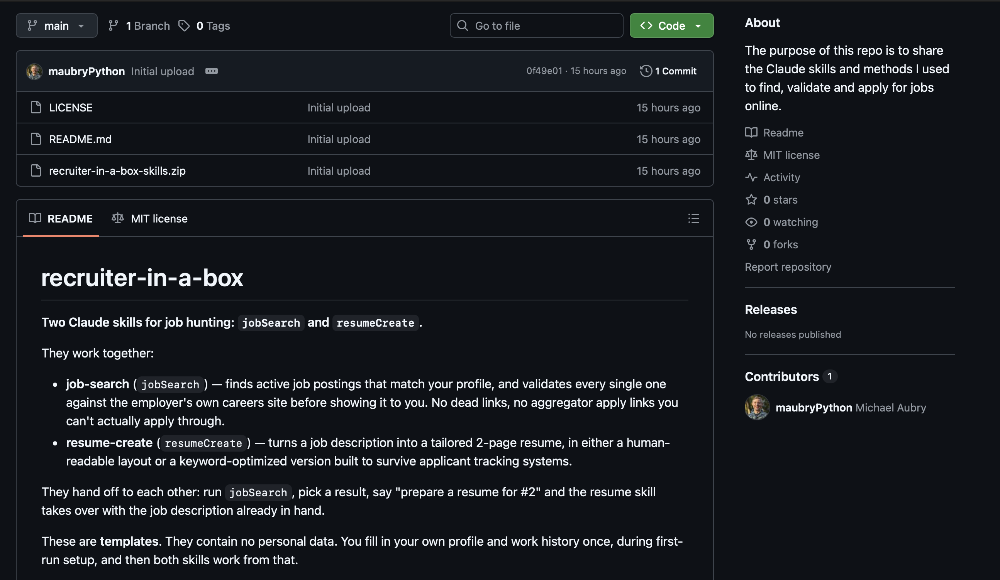 main
1 Branch
0 Tags
Go to file
Code
maubryPython Initial upload
0f49e01 · 15 hours ago
1 Commit
LICENSE Initial upload 15 hours ago
README.md Initial upload 15 hours ago
recruiter-in-a-box-skills.zip Initial upload 15 hours ago
README
MIT license
recruiter-in-a-box
Two Claude skills for job hunting: jobSearch and resumeCreate.
They work together:
• job-search (jobSearch) — finds active job postings that match your profile, and validates every single one
against the employer's own careers site before showing it to you. No dead links, no aggregator apply links you
can't actually apply through.
• resume-create (resumeCreate) — turns a job description into a tailored 2-page resume, in either a human-
readable layout or a keyword-optimized version built to survive applicant tracking systems.
They hand off to each other: run jobSearch, pick a result, say "prepare a resume for #2" and the resume skill
takes over with the job description already in hand.
These are templates. They contain no personal data. You fill in your own profile and work history once, during first-
run setup, and then both skills work from that.
About
The purpose of this repo is to share
the Claude skills and methods I used
to find, validate and apply for jobs
online.
Readme
MIT license
Activity
0 stars
0 watching
0 forks
Report repository
Releases
No releases published
Contributors 1
maubryPython Michael Aubry